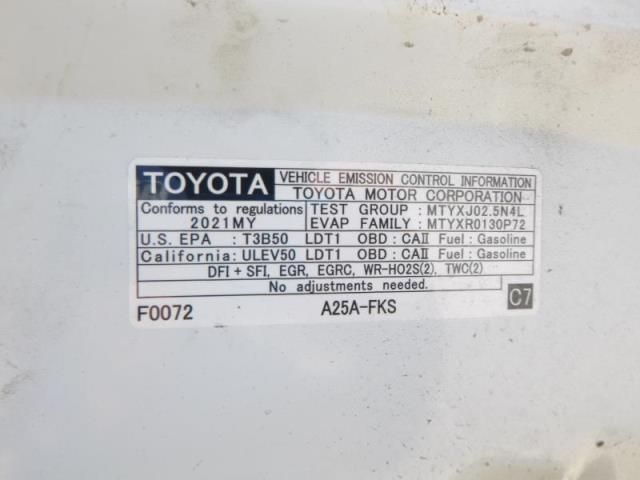 TOYOTA VEHICLE EMISSION CONTROL INFORMATION
TOYOTA MOTOR CORPORATION
Conforms to regulations TEST GROUP : MTYXJ02.5N4L
2021MY EVAP FAMILY : MTYXR0130P72
U.S. EPA : T3B50 LDT1 OBD : CAII Fuel : Gasoline
California: ULEV50 LDT1 OBD : CAII Fuel : Gasoline
DFI + SFI, EGR, EGRC, WR-HO2S(2), TWC(2)
No adjustments needed.
F0072 A25A-FKS C7